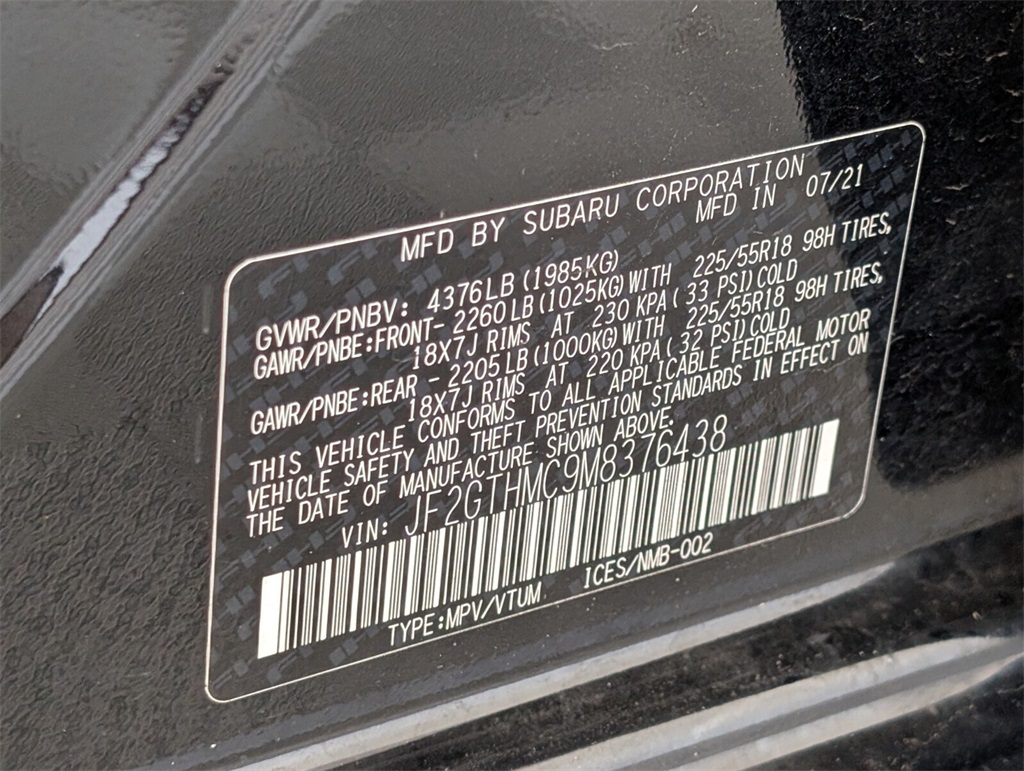 MFD BY SUBARU CORPORATION
MFD IN 07/21
GVWR/PNBV: 4376LB (1985KG)
GAWR/PNBE:FRONT- 2260LB (1025KG) WITH 225/55R18 98H TIRES,
18X7J RIMS AT 230 KPA ( 33 PSI) COLD
GAWR/PNBE:REAR - 2205LB (1000KG) WITH 225/55R18 98H TIRES,
18X7J RIMS AT 220 KPA ( 32 PSI) COLD
THIS VEHICLE CONFORMS TO ALL APPLICABLE FEDERAL MOTOR
VEHICLE SAFETY AND THEFT PREVENTION STANDARDS IN EFFECT ON
THE DATE OF MANUFACTURE SHOWN ABOVE.
VIN: JF2GTHMC9M8376438
TYPE:MPV/VTUM ICES/NMB-002